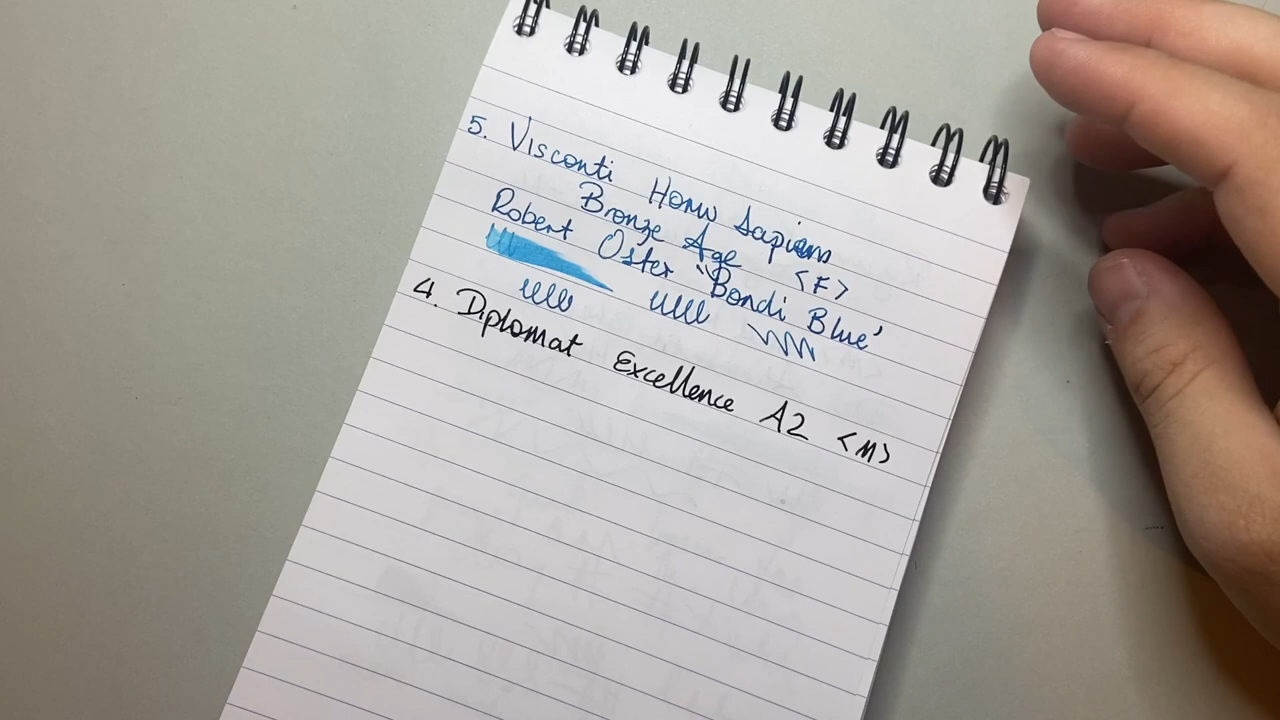 5. Visconti Homo Sapiens
Bronze Age <F>
Robert Oster 'Bondi Blue'
4. Diplomat Excellence A2 <M>